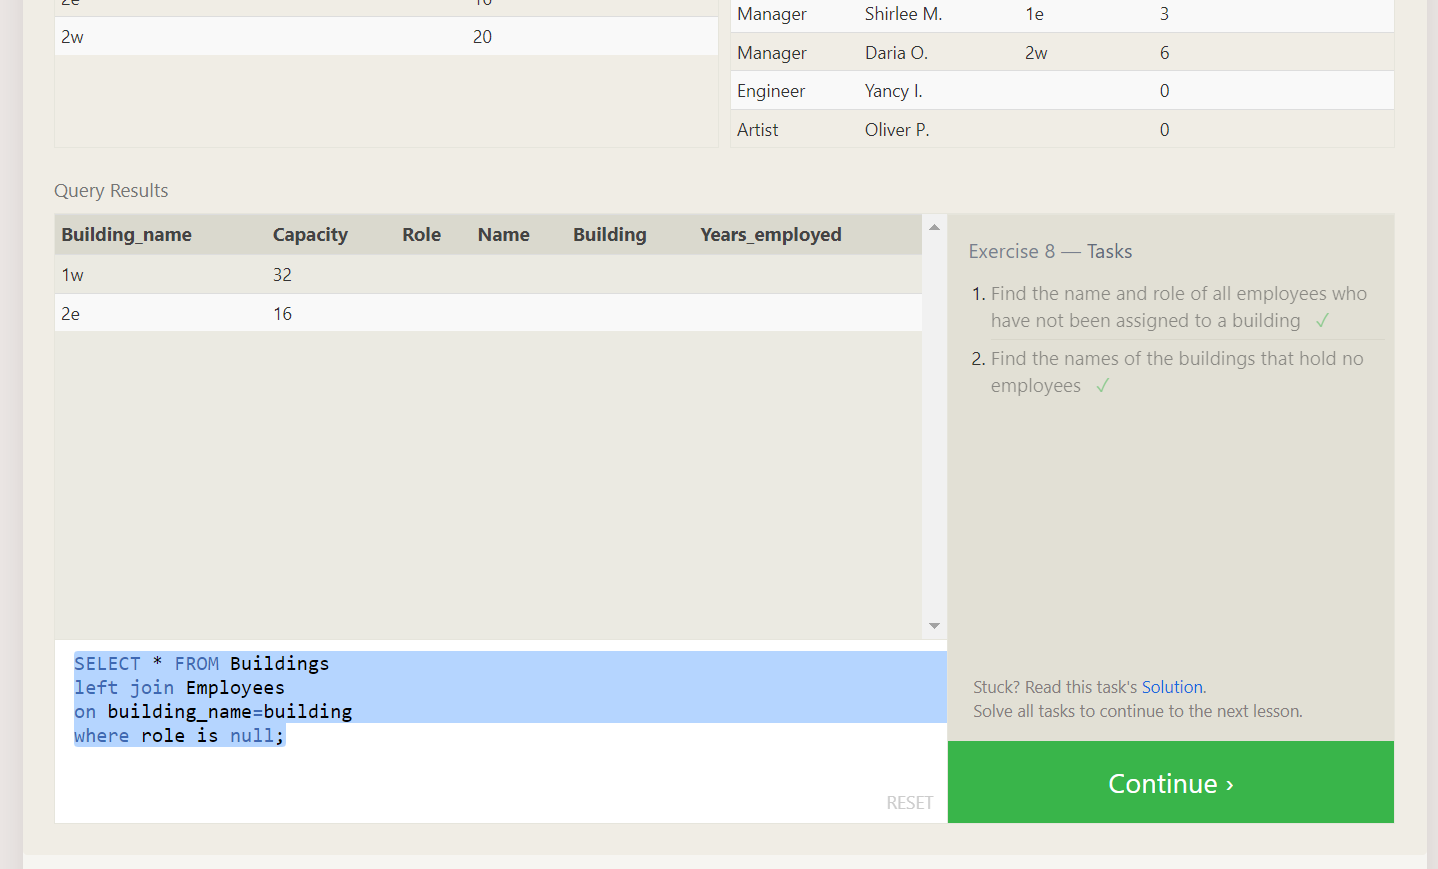 2w 20
Manager Shirlee M. 1e 3
Manager Daria O. 2w 6
Engineer Yancy I. 0
Artist Oliver P. 0
Query Results
Building_name Capacity Role Name Building Years_employed
1w 32
2e 16
Exercise 8 — Tasks
1. Find the name and role of all employees who
have not been assigned to a building ✓
2. Find the names of the buildings that hold no
employees ✓
SELECT * FROM Buildings
left join Employees
on building_name=building
where role is null;
RESET
Stuck? Read this task's Solution.
Solve all tasks to continue to the next lesson.
Continue ›